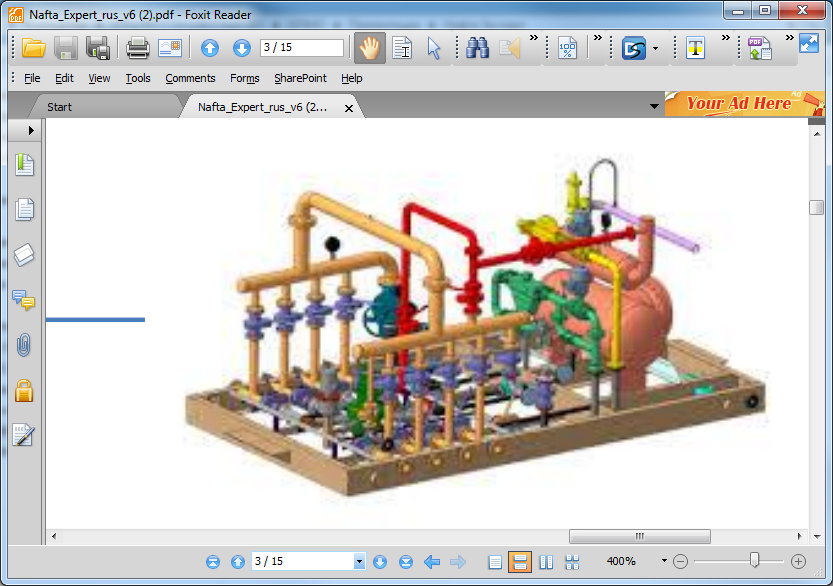 Nafta_Expert_rus_v6 (2).pdf - Foxit Reader
3 / 15
File Edit View Tools Comments Forms SharePoint Help
Start
Nafta_Expert_rus_v6 (2...
Your Ad Here
Ad
3 / 15
400%